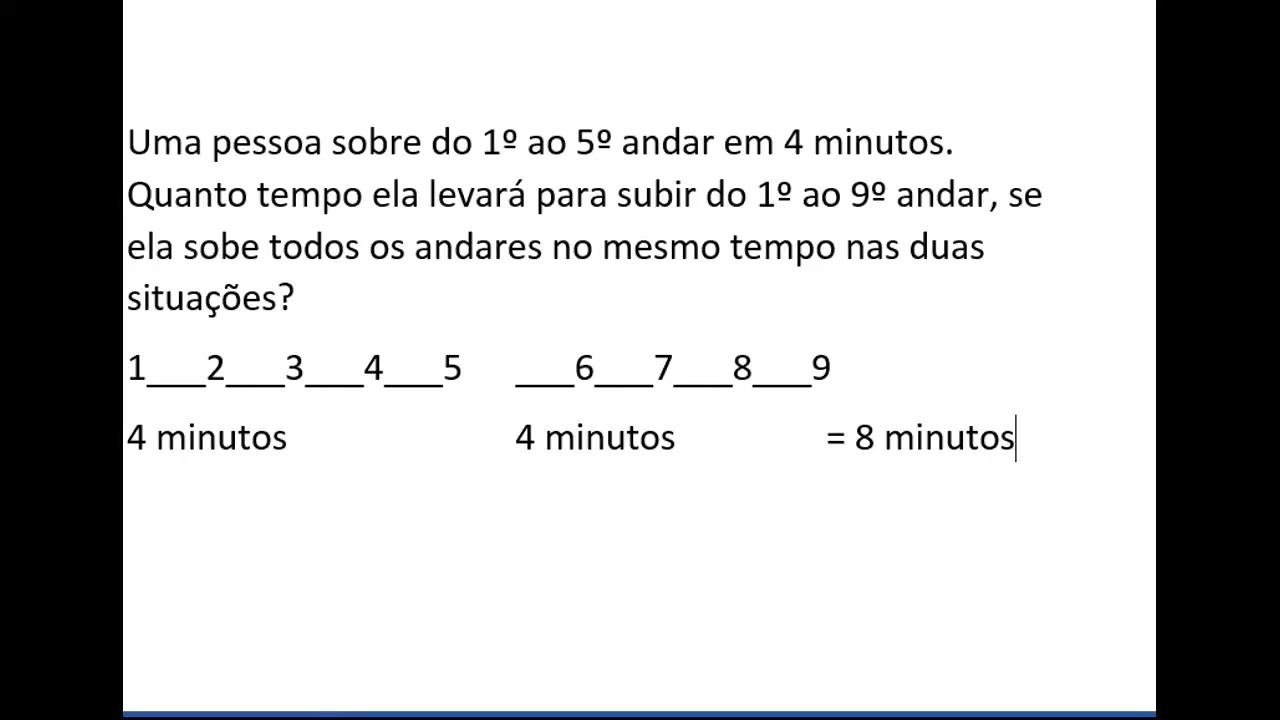 Uma pessoa sobre do 1º ao 5º andar em 4 minutos.
Quanto tempo ela levará para subir do 1º ao 9º andar, se
ela sobe todos os andares no mesmo tempo nas duas
situações?
1___2___3___4___5 ___6___7___8___9
4 minutos 4 minutos = 8 minutos